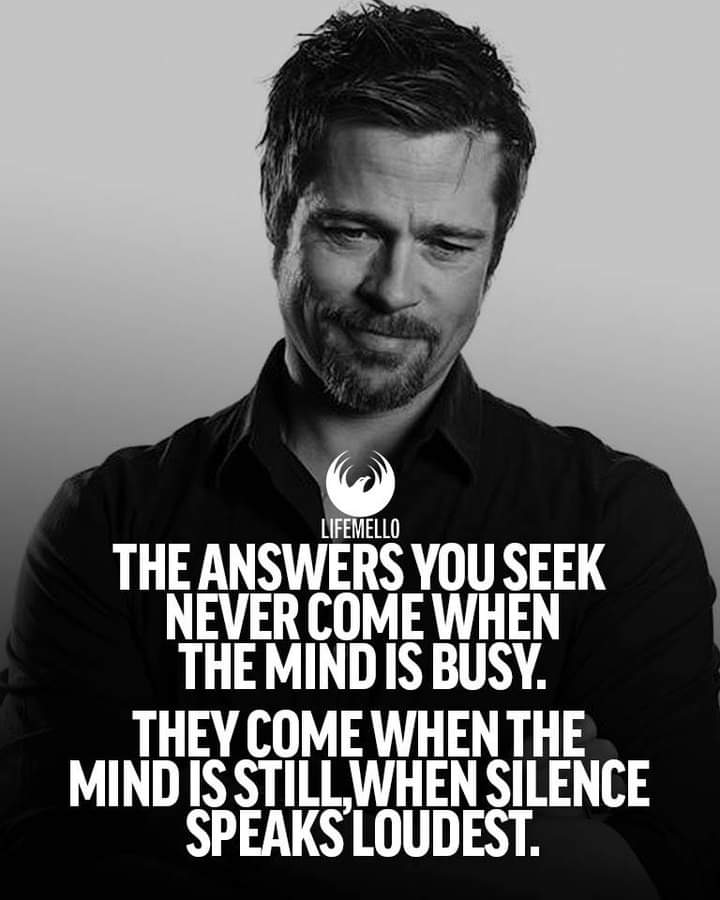 LIFEMELLO
THE ANSWERS YOU SEEK
NEVER COME WHEN
THE MIND IS BUSY.
THEY COME WHEN THE
MIND IS STILL,WHEN SILENCE
SPEAKS LOUDEST.